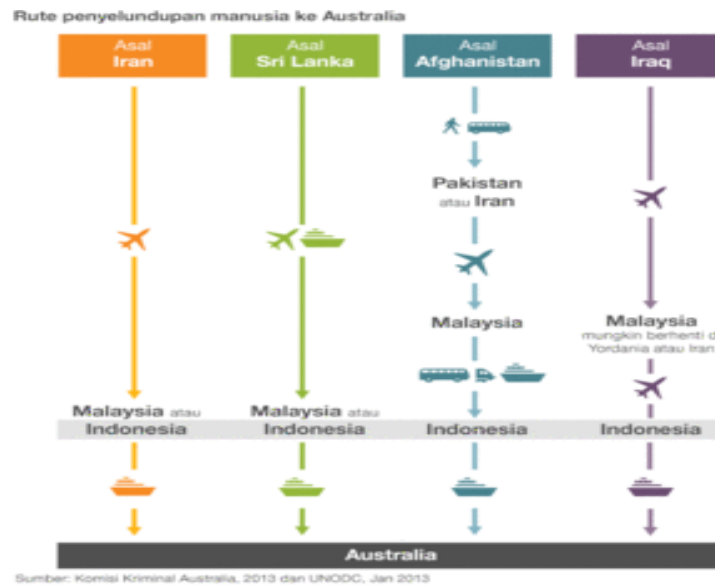 Rute penyelundupan manusia ke Australia
Asal
Iran
Asal
Sri Lanka
Asal
Afghanistan
Asal
Iraq
Pakistan
atau Iran
Malaysia
Malaysia
mungkin berhenti d
Yordania atau Iran
Malaysia atau
Indonesia
Malaysia atau
Indonesia
Indonesia
Indonesia
Australia
Sumber: Komisi Kriminal Australia, 2013 dan UNODC, Jan 2013